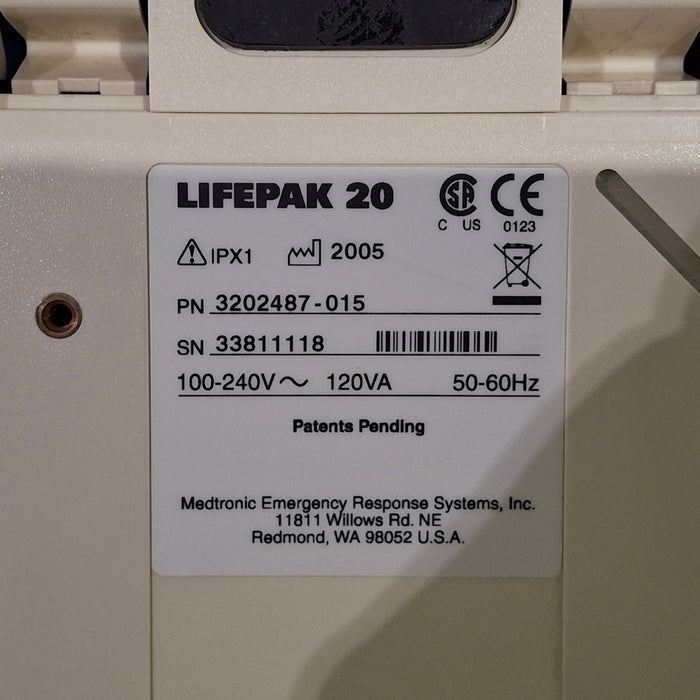 LIFEPAK 20
C US 0123
IPX1 2005
PN 3202487-015
SN 33811118
100-240V~ 120VA 50-60Hz
Patents Pending
Medtronic Emergency Response Systems, Inc.
11811 Willows Rd. NE
Redmond, WA 98052 U.S.A.